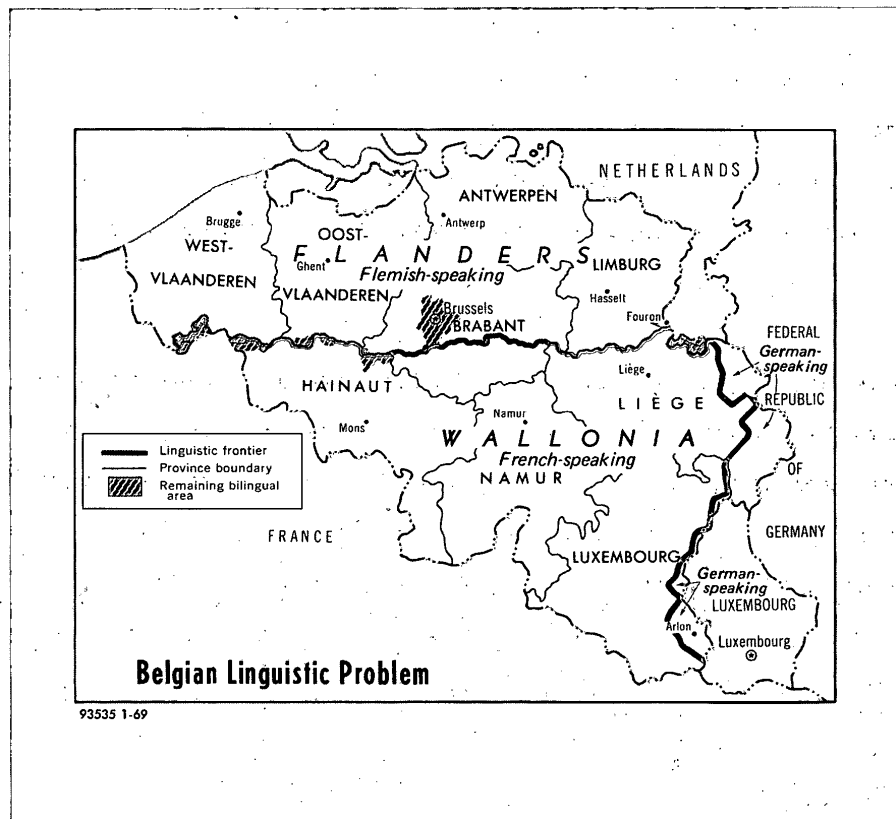 NETHERLANDS
ANTWERPEN
Brugge
Antwerp
OOST-
WEST-
FLANDERS
Ghent
LIMBURG
Flemish-speaking
VLAANDEREN
VLAANDEREN
Hasselt
Brussels
BRABANT
Fouron
FEDERAL
German-
speaking
Liège
HAINAUT
REPUBLIC
LIÈGE
Namur
Mons
WALLONIA
French-speaking
NAMUR
OF
Linguistic frontier
Province boundary
Remaining bilingual
area
FRANCE
GERMANY
LUXEMBOURG
German-
speaking
LUXEMBOURG
Arlon
Luxembourg
Belgian Linguistic Problem
93535 1-69